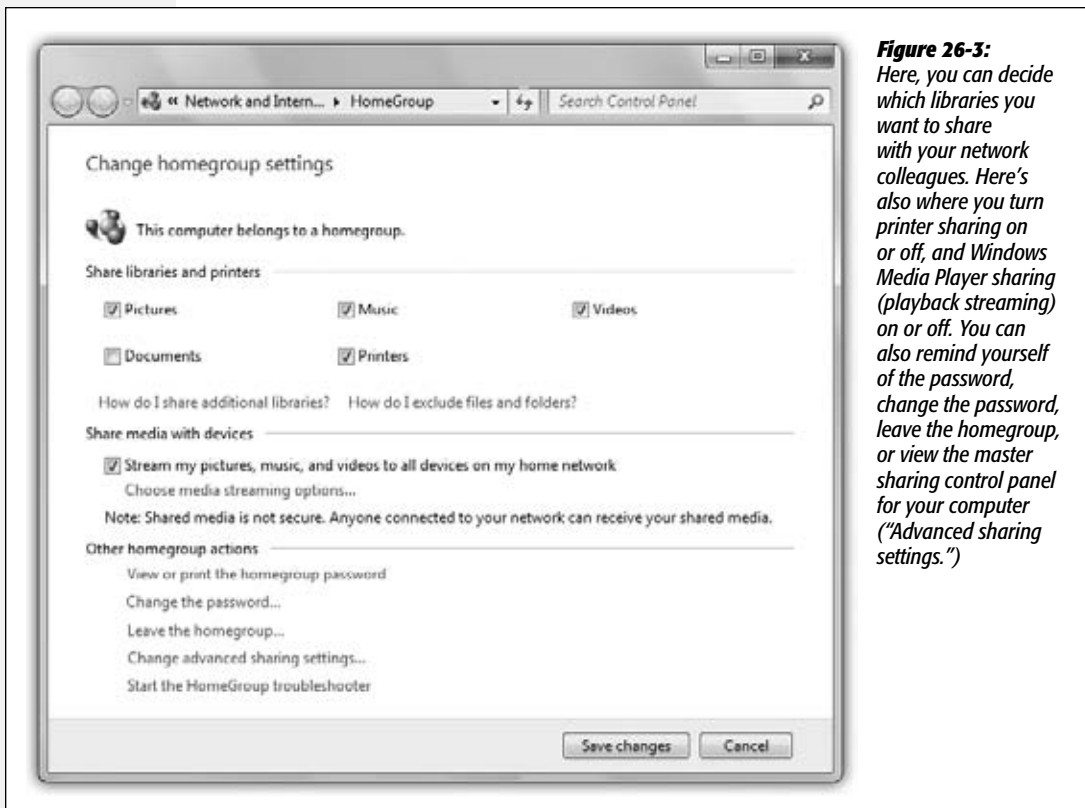 « Network and Intern... ▸ HomeGroup
Search Control Panel
Change homegroup settings
This computer belongs to a homegroup.
Share libraries and printers
Pictures
Music
Videos
Documents
Printers
How do I share additional libraries? How do I exclude files and folders?
Share media with devices
Stream my pictures, music, and videos to all devices on my home network
Choose media streaming options...
Note: Shared media is not secure. Anyone connected to your network can receive your shared media.
Other homegroup actions
View or print the homegroup password
Change the password...
Leave the homegroup...
Change advanced sharing settings...
Start the HomeGroup troubleshooter
Save changes
Cancel
Figure 26-3:
Here, you can decide
which libraries you
want to share
with your network
colleagues. Here's
also where you turn
printer sharing on
or off, and Windows
Media Player sharing
(playback streaming)
on or off. You can
also remind yourself
of the password,
change the password,
leave the homegroup,
or view the master
sharing control panel
for your computer
("Advanced sharing
settings.")